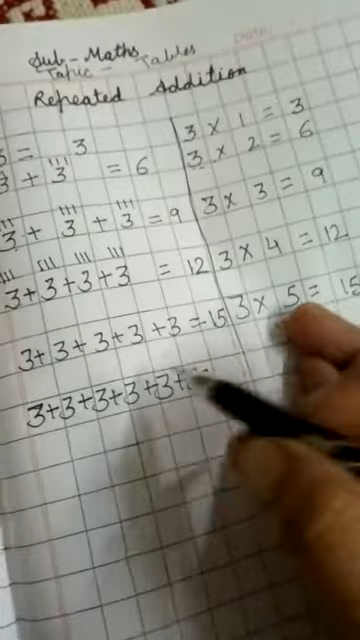 Sub - Maths
Topic - Tables
Repeated Addition
3 = 3
3 + 3 = 6
3 + 3 + 3 = 9
3+3+3+3 = 12
3+3+3+3+3 = 15
3+3+3+3+3+
3 × 1 = 3
3 × 2 = 6
3 × 3 = 9
3 × 4 = 12
3 × 5 = 15